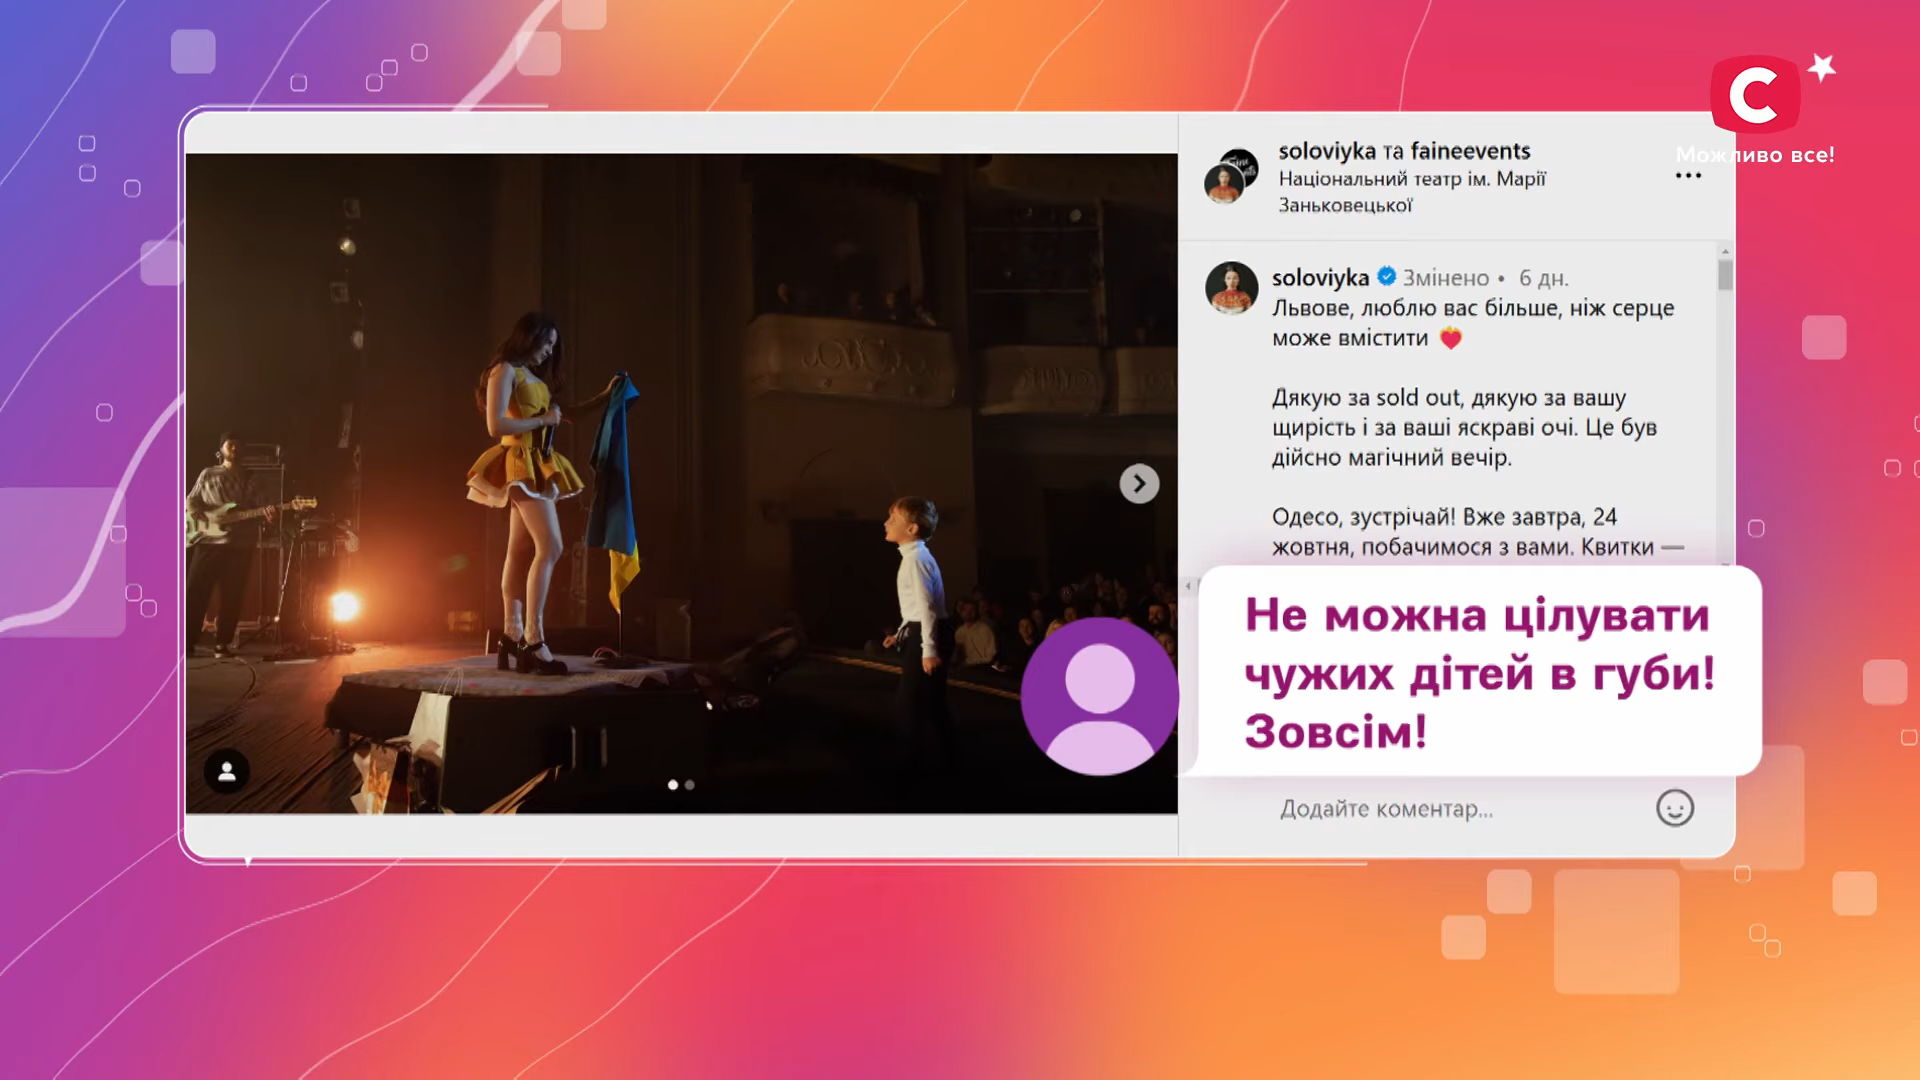 С
Можливо все!
soloviyka та faineevents
Національний театр ім. Марії
Заньковецької
soloviyka Змінено • 6 дн.
Львове, люблю вас більше, ніж серце
може вмістити
Дякую за sold out, дякую за вашу
щирість і за ваші яскраві очі. Це був
дійсно магічний вечір.
Одесо, зустрічай! Вже завтра, 24
жовтня, побачимося з вами. Квитки —
Не можна цілувати
чужих дітей в губи!
Зовсім!
Додайте коментар...